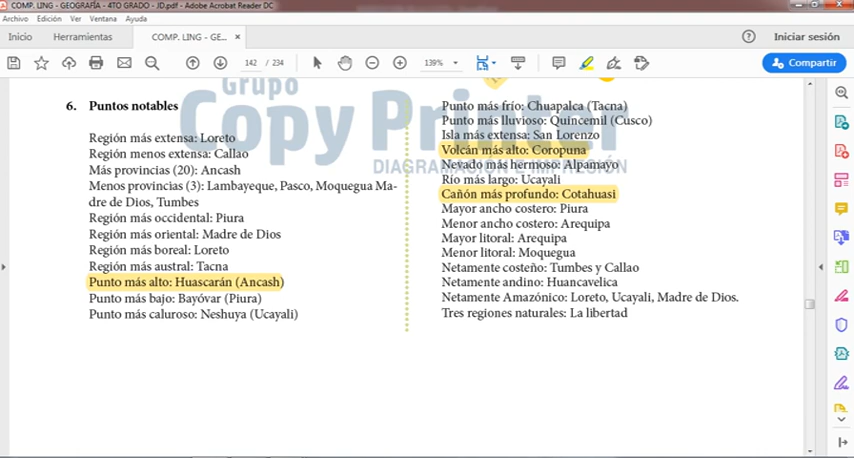 COMP. LING - GEOGRAFÍA - 4TO GRADO - JD.pdf - Adobe Acrobat Reader DC
Archivo Edición Ver Ventana Ayuda
Inicio Herramientas COMP. LING - GE... × Iniciar sesión
142 / 234 139% Compartir
Grupo
Copy Printer
DIAGRAMACIÓN E IMPRESIÓN
6. Puntos notables
Región más extensa: Loreto
Región menos extensa: Callao
Más provincias (20): Ancash
Menos provincias (3): Lambayeque, Pasco, Moquegua Ma-
dre de Dios, Tumbes
Región más occidental: Piura
Región más oriental: Madre de Dios
Región más boreal: Loreto
Región más austral: Tacna
Punto más alto: Huascarán (Ancash)
Punto más bajo: Bayóvar (Piura)
Punto más caluroso: Neshuya (Ucayali)
Punto más frío: Chuapalca (Tacna)
Punto más lluvioso: Quincemil (Cusco)
Isla más extensa: San Lorenzo
Volcán más alto: Coropuna
Nevado más hermoso: Alpamayo
Río más largo: Ucayali
Cañón más profundo: Cotahuasi
Mayor ancho costero: Piura
Menor ancho costero: Arequipa
Mayor litoral: Arequipa
Menor litoral: Moquegua
Netamente costeño: Tumbes y Callao
Netamente andino: Huancavelica
Netamente Amazónico: Loreto, Ucayali, Madre de Dios.
Tres regiones naturales: La libertad